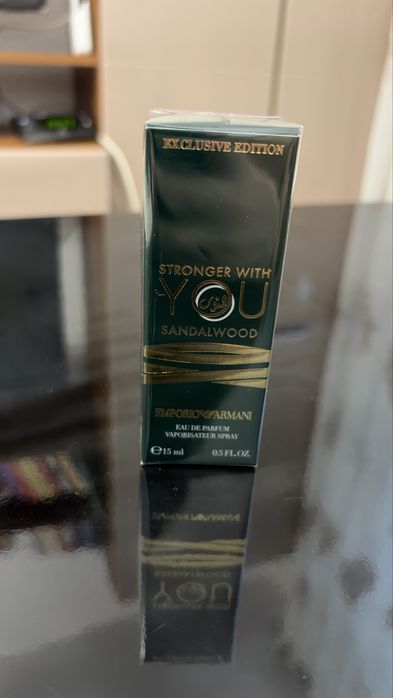 EXCLUSIVE EDITION
STRONGER WITH
YOU
SANDALWOOD
EMPORIO ARMANI
EAU DE PARFUM
VAPORISATEUR SPRAY
℮15 ml 0.5 FL.OZ.